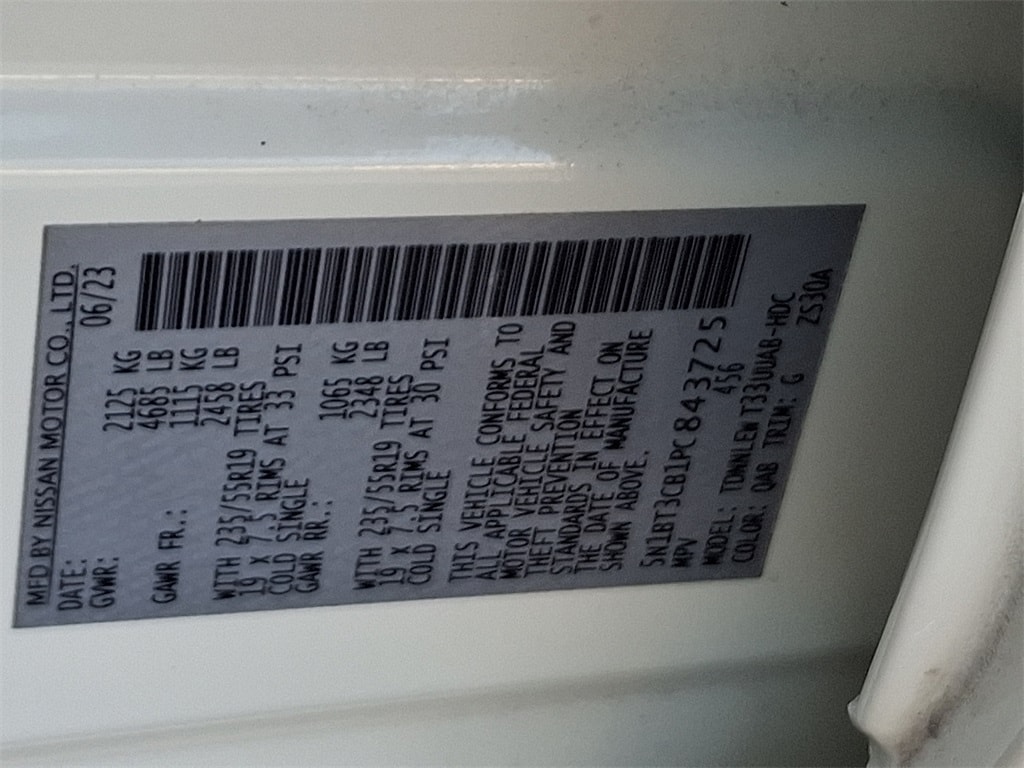 MFD BY NISSAN MOTOR CO., LTD.
DATE: 06/23
GVWR: 2125 KG
4685 LB
GAWR FR.: 1115 KG
2458 LB
WITH 235/55R19 TIRES
19 X 7.5 RIMS AT 33 PSI
COLD SINGLE
GAWR RR.: 1065 KG
2348 LB
WITH 235/55R19 TIRES
19 X 7.5 RIMS AT 30 PSI
COLD SINGLE
THIS VEHICLE CONFORMS TO
ALL APPLICABLE FEDERAL
MOTOR VEHICLE SAFETY AND
THEFT PREVENTION
STANDARDS IN EFFECT ON
THE DATE OF MANUFACTURE
SHOWN ABOVE.
5N1BT3CB1PC843725
MPV 456
MODEL: TDWNLEWT33UUAB-HDC
COLOR: QAB TRIM: G ZS30A